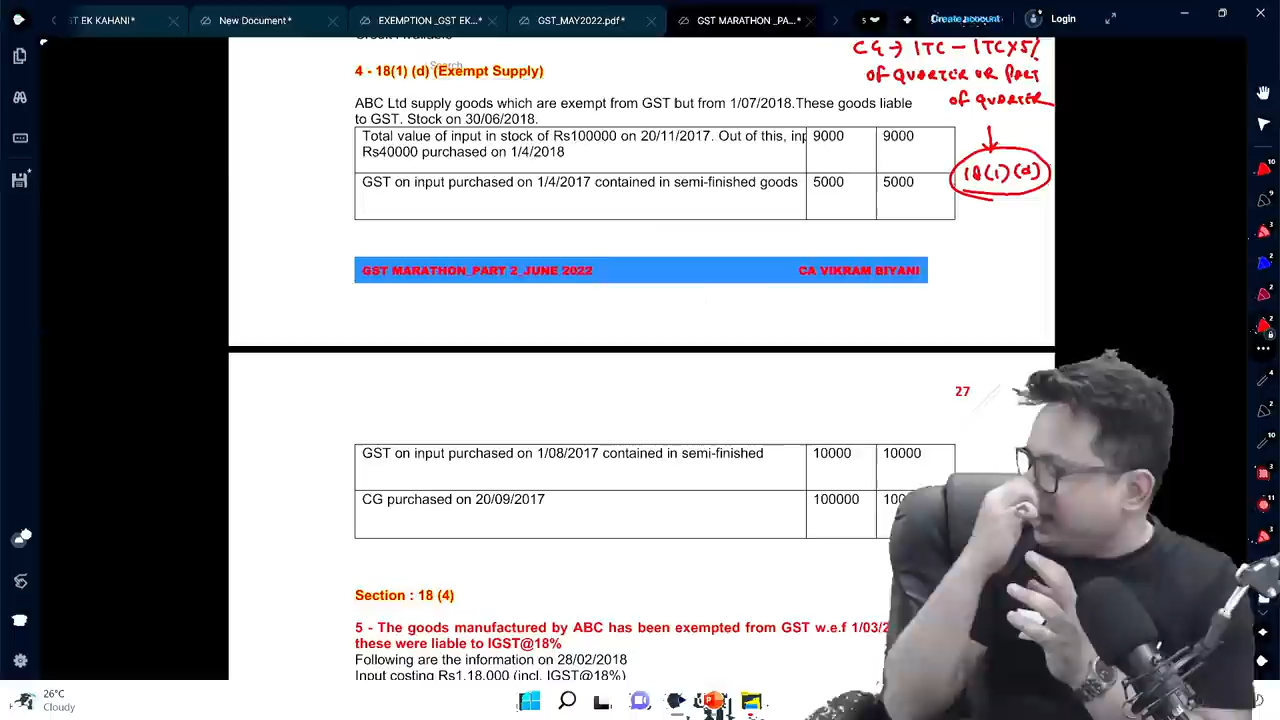 ST EK KAHANI*
New Document*
EXEMPTION _GST EK...*
GST_MAY2022.pdf*
GST MARATHON _PA...*
5
Create account
Login
Search
4 - 18(1) (d) (Exempt Supply)
CG → ITC - ITC×5%
OF QUARTER OR PART
OF QUARTER
18(1)(d)
ABC Ltd supply goods which are exempt from GST but from 1/07/2018.These goods liable
to GST. Stock on 30/06/2018.
Total value of input in stock of Rs100000 on 20/11/2017. Out of this, inp 9000 9000
Rs40000 purchased on 1/4/2018
GST on input purchased on 1/4/2017 contained in semi-finished goods 5000 5000
GST MARATHON_PART 2_JUNE 2022 CA VIKRAM BIYANI
27
GST on input purchased on 1/08/2017 contained in semi-finished 10000 10000
CG purchased on 20/09/2017 100000 100
Section : 18 (4)
5 - The goods manufactured by ABC has been exempted from GST w.e.f 1/03/2
these were liable to IGST@18%
Following are the information on 28/02/2018
Input costing Rs1,18,000 (incl. IGST@18%)
26°C
Cloudy